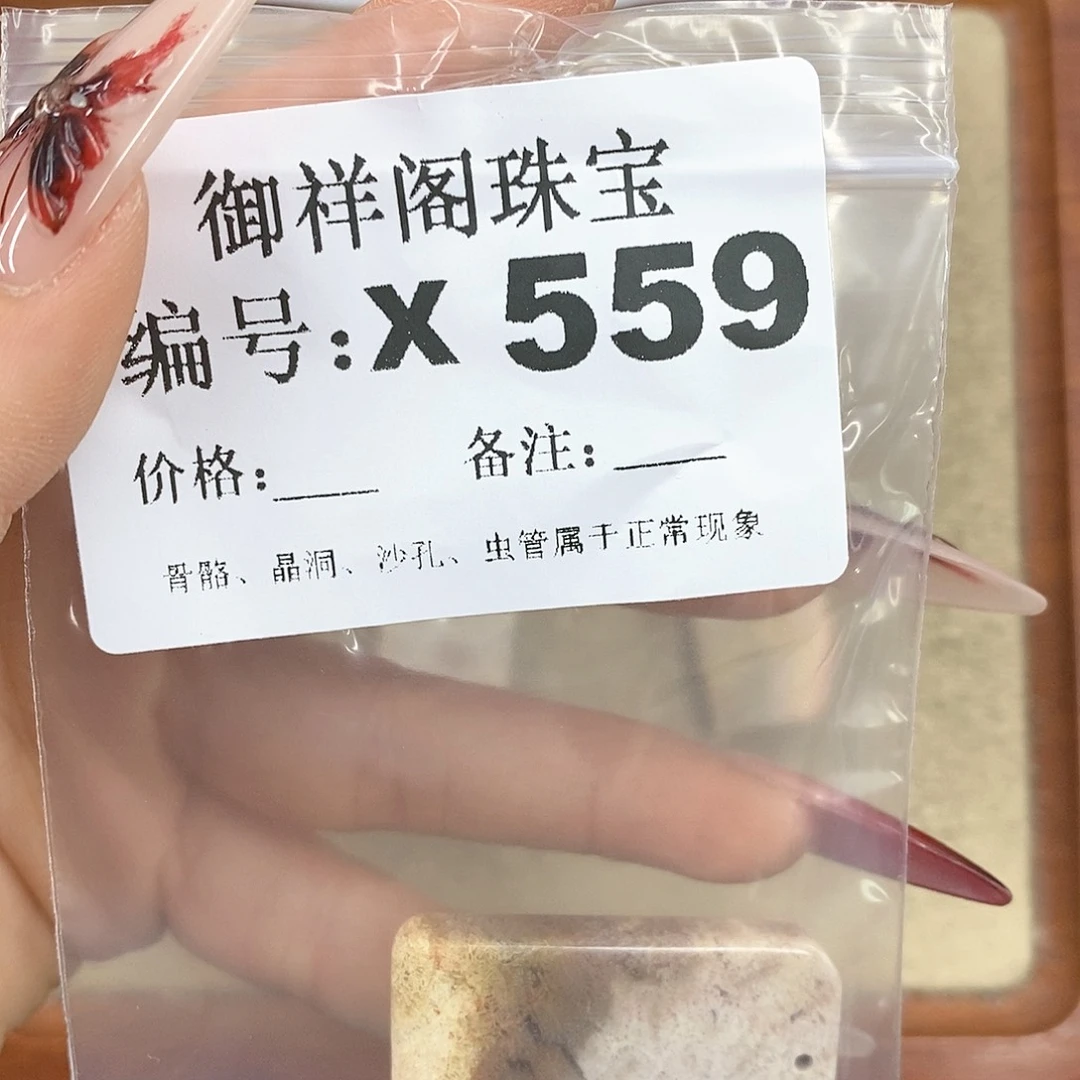 御祥阁珠宝
编号:X 559
价格:____ 备注:____
骨骼、晶洞、沙孔、虫管属于正常现象